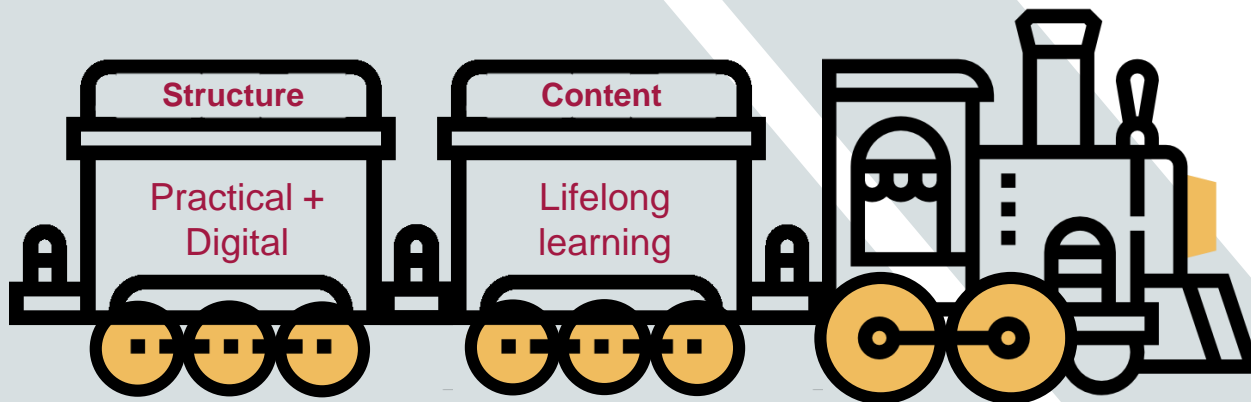 Structure
Practical +
Digital
Content
Lifelong
learning